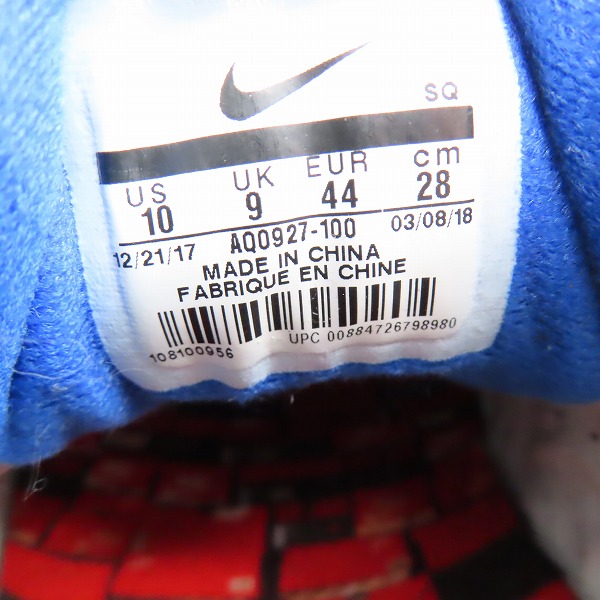 SQ
US UK EUR cm
10 9 44 28
12/21/17 AQ0927-100 03/08/18
MADE IN CHINA
FABRIQUE EN CHINE
108100956 UPC 00884726798980